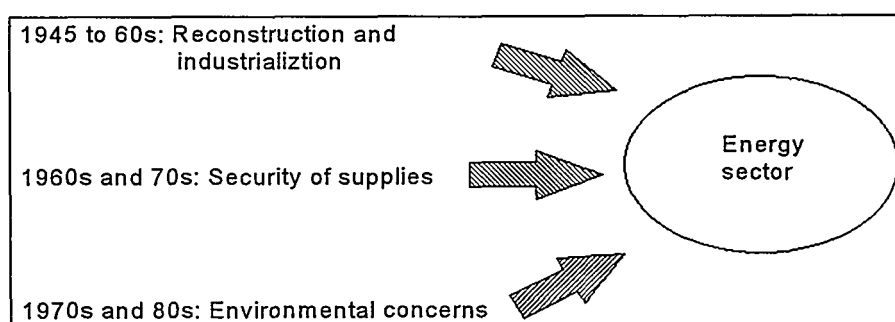 1945 to 60s: Reconstruction and
industrializtion
1960s and 70s: Security of supplies
1970s and 80s: Environmental concerns
Energy
sector